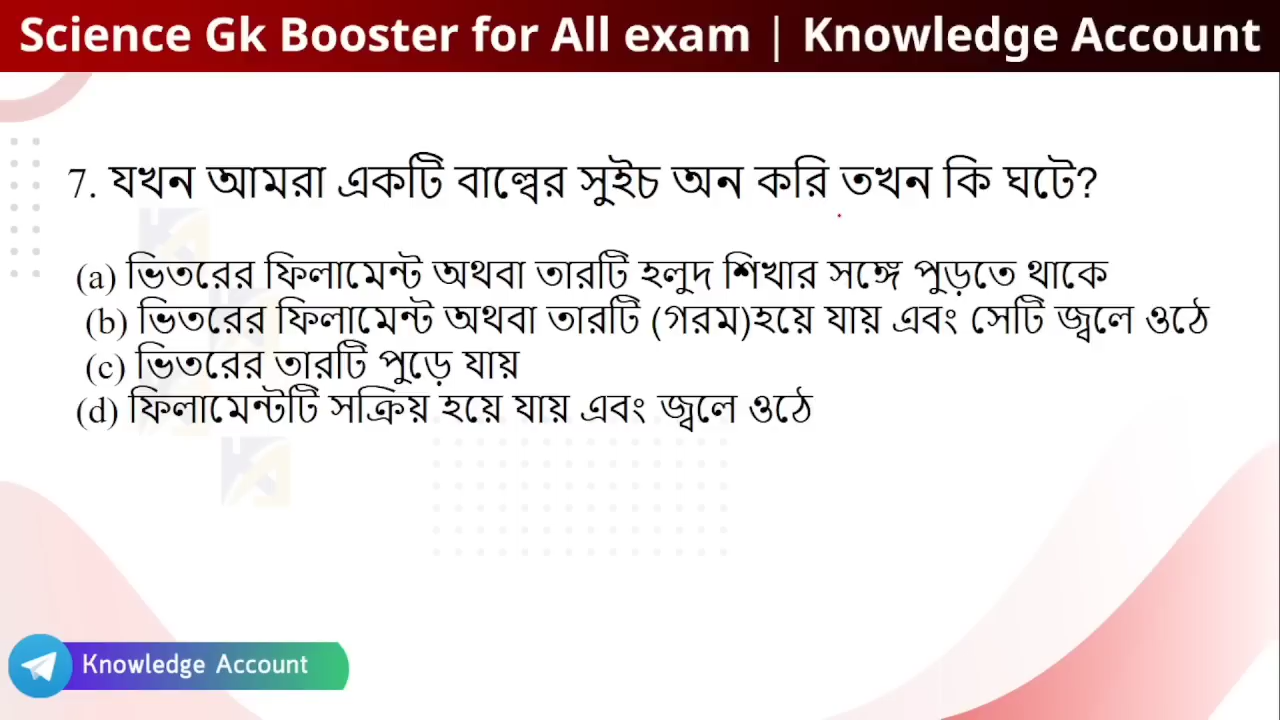 Science Gk Booster for All exam | Knowledge Account
7. যখন আমরা একটি বাল্বের সুইচ অন করি তখন কি ঘটে?
(a) ভিতরের ফিলামেন্ট অথবা তারটি হলুদ শিখার সঙ্গে পুড়তে থাকে
(b) ভিতরের ফিলামেন্ট অথবা তারটি (গরম)হয়ে যায় এবং সেটি জ্বলে ওঠে
(c) ভিতরের তারটি পুড়ে যায়
(d) ফিলামেন্টটি সক্রিয় হয়ে যায় এবং জ্বলে ওঠে
Knowledge Account